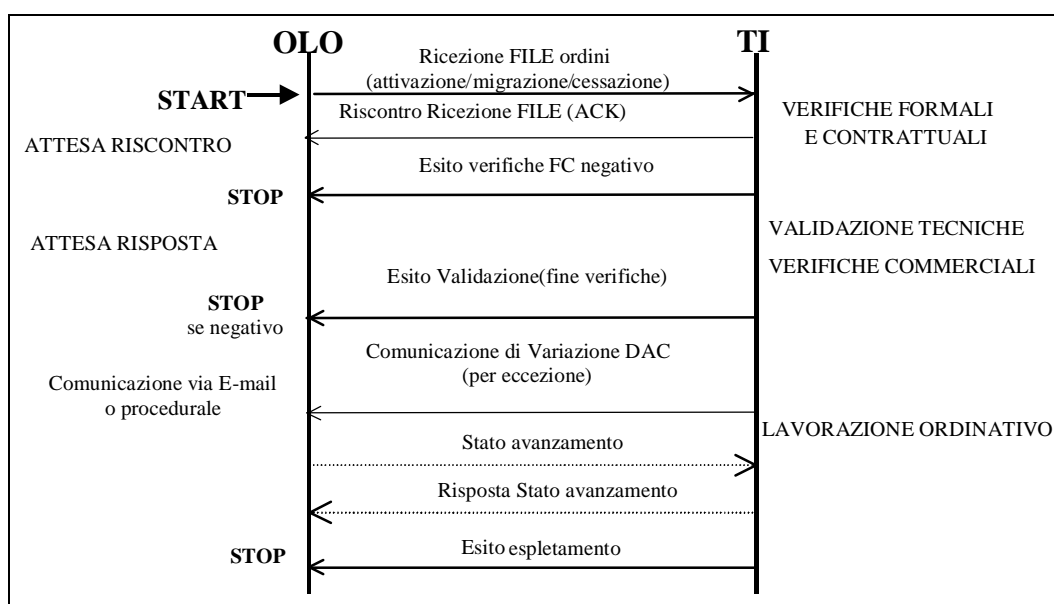 OLO
TI
Ricezione FILE ordini
(attivazione/migrazione/cessazione)
START
Riscontro Ricezione FILE (ACK)
VERIFICHE FORMALI
E CONTRATTUALI
ATTESA RISCONTRO
Esito verifiche FC negativo
STOP
ATTESA RISPOSTA
VALIDAZIONE TECNICHE
VERIFICHE COMMERCIALI
Esito Validazione(fine verifiche)
STOP
se negativo
Comunicazione di Variazione DAC
(per eccezione)
Comunicazione via E-mail
o procedurale
LAVORAZIONE ORDINATIVO
Stato avanzamento
Risposta Stato avanzamento
Esito espletamento
STOP